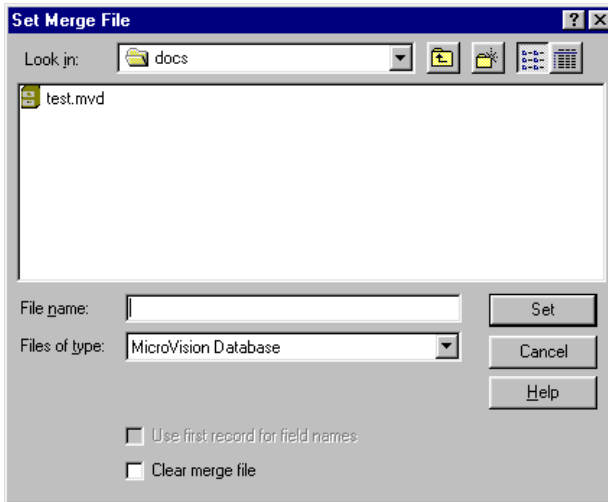 Set Merge File
Look in: docs
test.mvd
File name:
Set
Files of type: MicroVision Database
Cancel
Help
Use first record for field names
Clear merge file